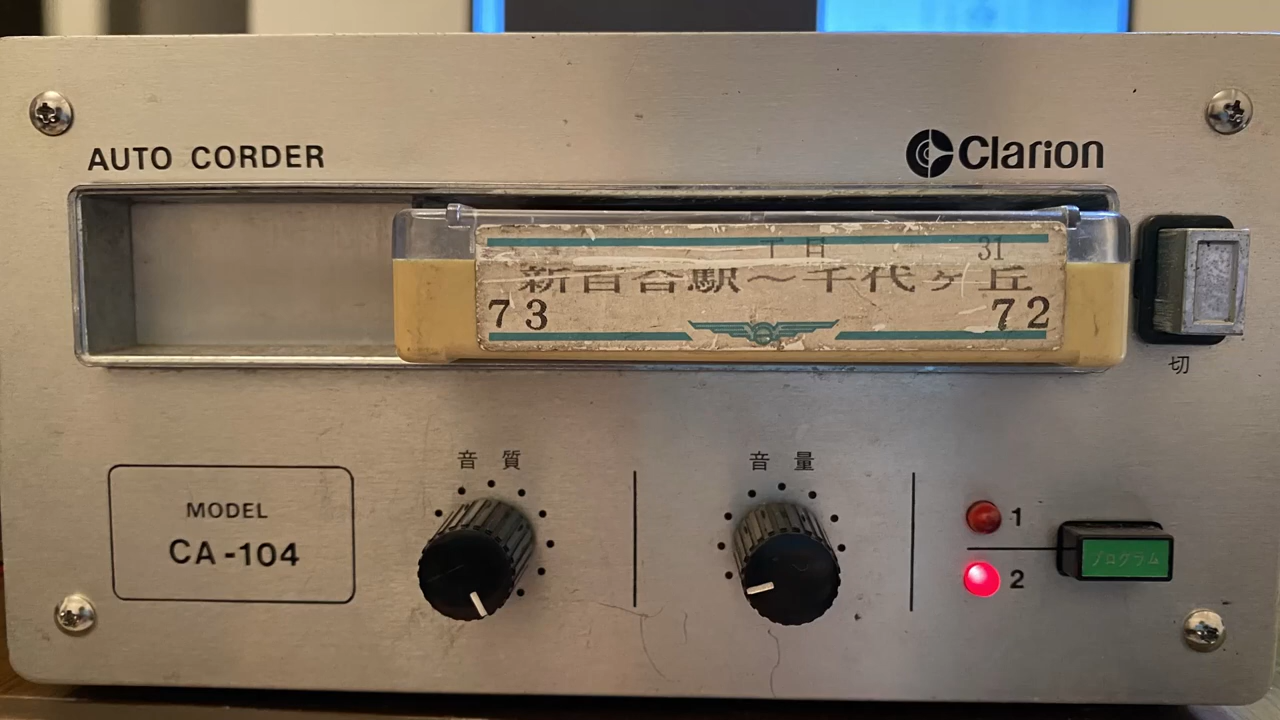 AUTO CORDER
Clarion
丁目 31
新百合駅～千代ヶ丘
73 72
切
音質
音量
MODEL
CA-104
1
2
プログラム